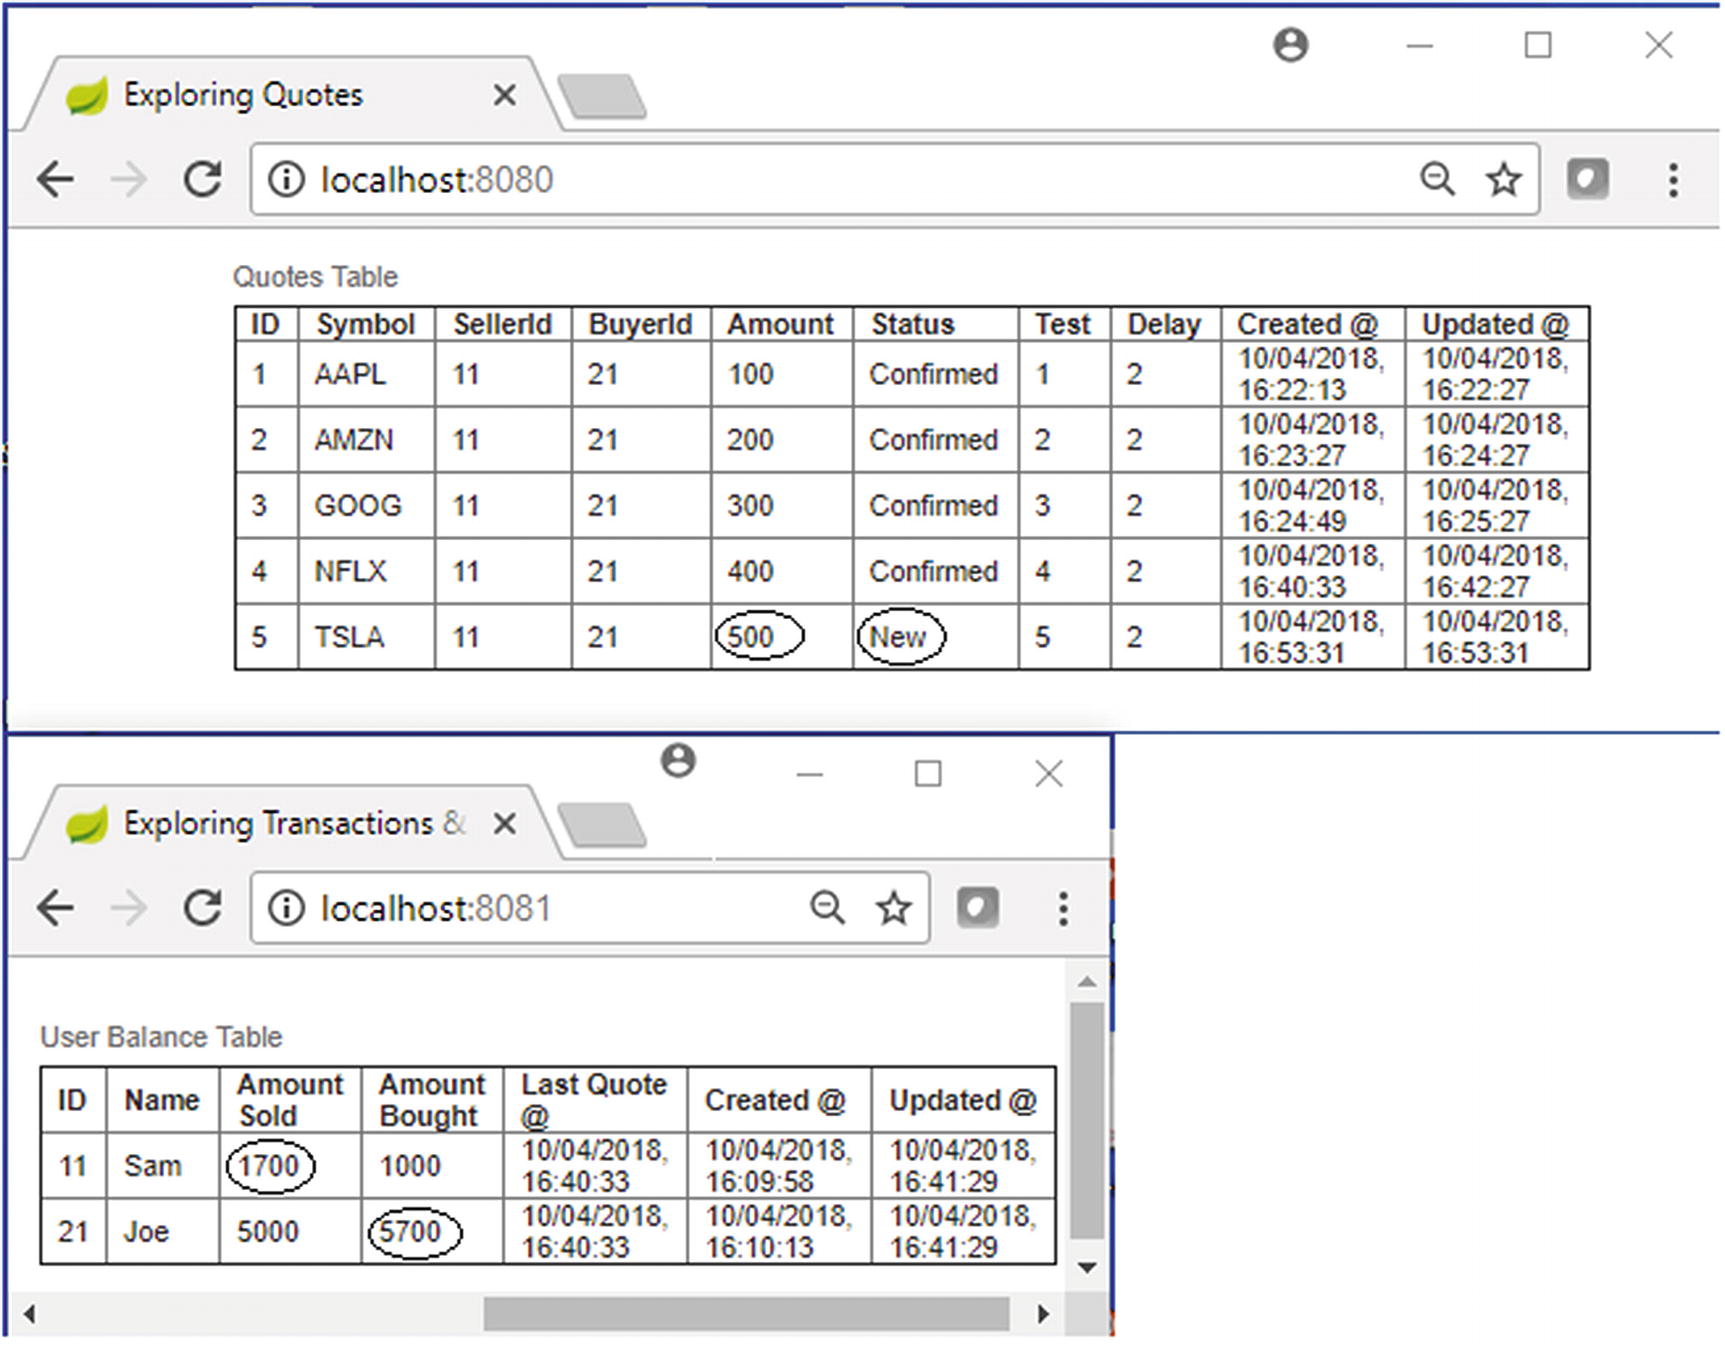 Exploring Quotes
localhost:8080
Quotes Table
ID Symbol SellerId BuyerId Amount Status Test Delay Created @ Updated @
1 AAPL 11 21 100 Confirmed 1 2 10/04/2018, 16:22:13 10/04/2018, 16:22:27
2 AMZN 11 21 200 Confirmed 2 2 10/04/2018, 16:23:27 10/04/2018, 16:24:27
3 GOOG 11 21 300 Confirmed 3 2 10/04/2018, 16:24:49 10/04/2018, 16:25:27
4 NFLX 11 21 400 Confirmed 4 2 10/04/2018, 16:40:33 10/04/2018, 16:42:27
5 TSLA 11 21 500 New 5 2 10/04/2018, 16:53:31 10/04/2018, 16:53:31
Exploring Transactions &
localhost:8081
User Balance Table
ID Name Amount Sold Amount Bought Last Quote @ Created @ Updated @
11 Sam 1700 1000 10/04/2018, 16:40:33 10/04/2018, 16:09:58 10/04/2018, 16:41:29
21 Joe 5000 5700 10/04/2018, 16:40:33 10/04/2018, 16:10:13 10/04/2018, 16:41:29